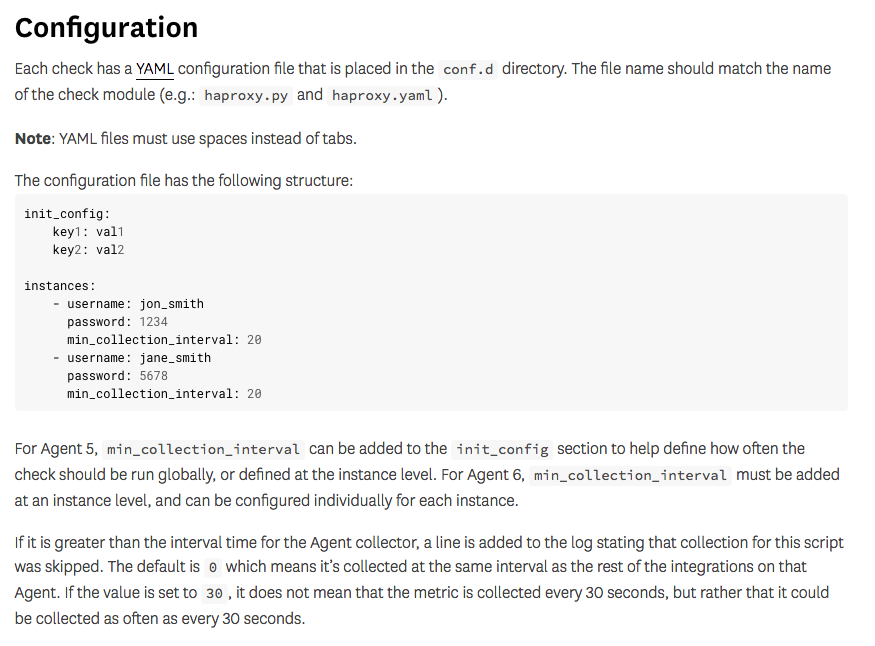 Configuration
Each check has a YAML configuration file that is placed in the conf.d directory. The file name should match the name
of the check module (e.g.: haproxy.py and haproxy.yaml ).
Note: YAML files must use spaces instead of tabs.
The configuration file has the following structure:
init_config:
    key1: val1
    key2: val2

instances:
    - username: jon_smith
      password: 1234
      min_collection_interval: 20
    - username: jane_smith
      password: 5678
      min_collection_interval: 20
For Agent 5, min_collection_interval can be added to the init_config section to help define how often the
check should be run globally, or defined at the instance level. For Agent 6, min_collection_interval must be added
at an instance level, and can be configured individually for each instance.
If it is greater than the interval time for the Agent collector, a line is added to the log stating that collection for this script
was skipped. The default is 0 which means it's collected at the same interval as the rest of the integrations on that
Agent. If the value is set to 30 , it does not mean that the metric is collected every 30 seconds, but rather that it could
be collected as often as every 30 seconds.